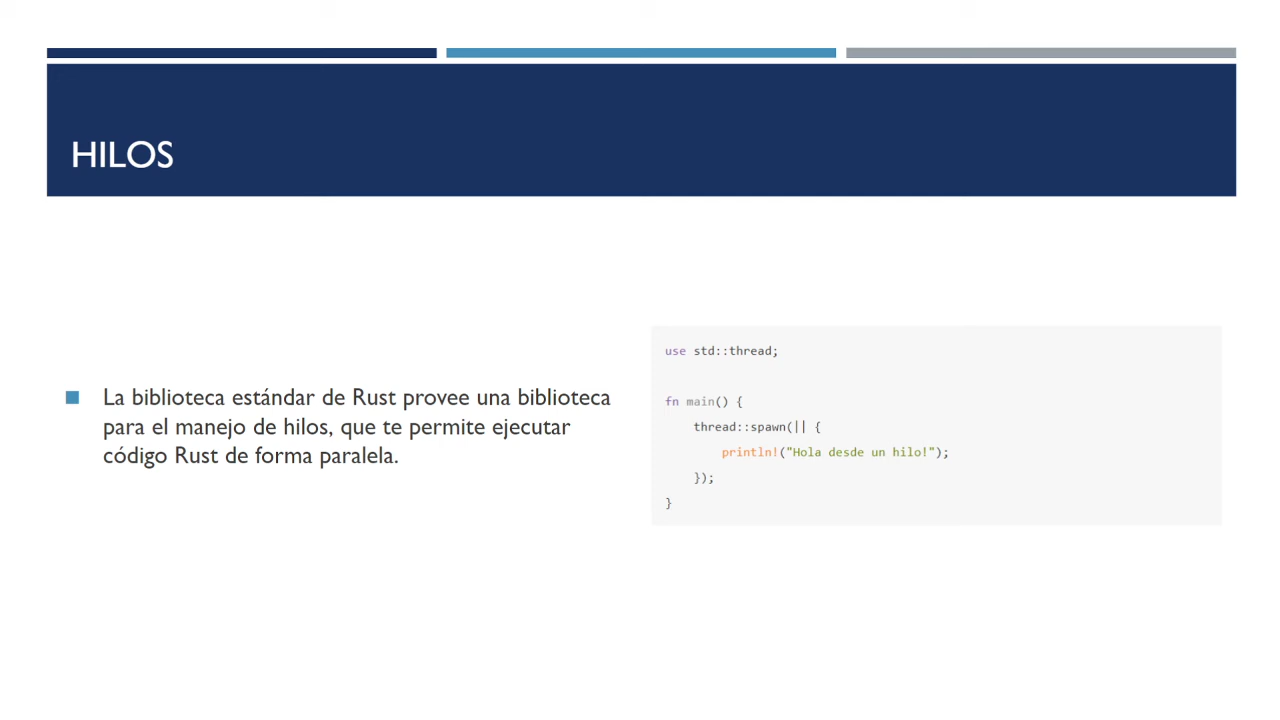 HILOS
La biblioteca estándar de Rust provee una biblioteca
para el manejo de hilos, que te permite ejecutar
código Rust de forma paralela.
use std::thread;
fn main() {
thread::spawn(|| {
println!("Hola desde un hilo!");
});
}